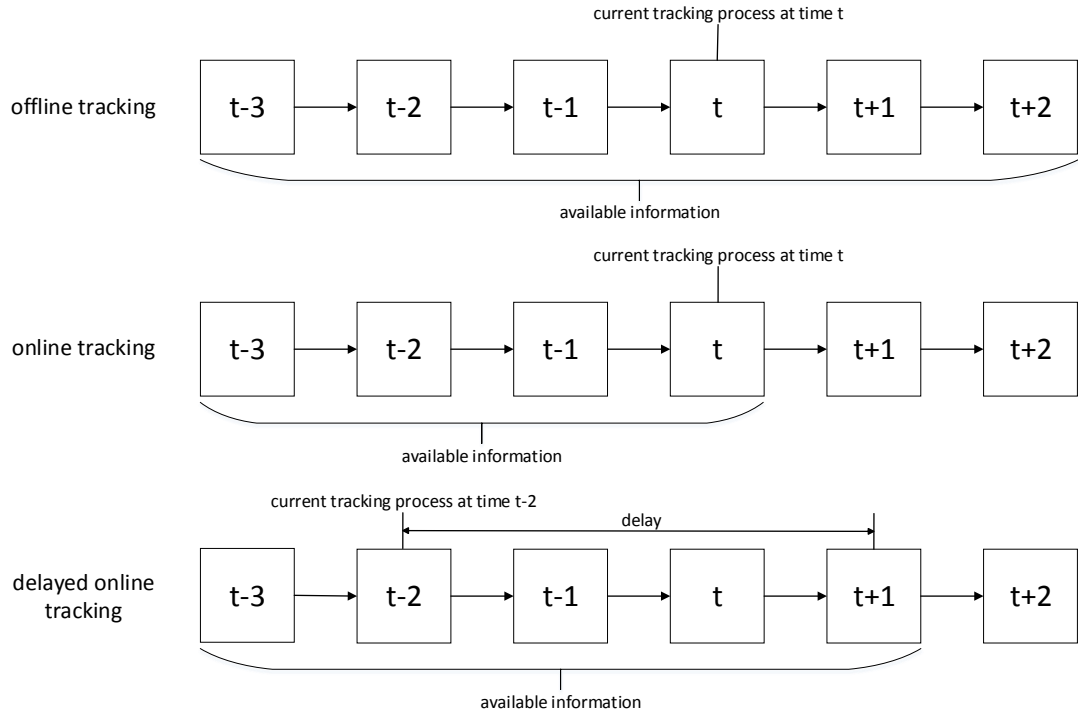 current tracking process at time t
offline tracking
t-3
t-2
t-1
t
t+1
t+2
available information
current tracking process at time t
online tracking
t-3
t-2
t-1
t
t+1
t+2
available information
current tracking process at time t-2
delay
delayed online
tracking
t-3
t-2
t-1
t
t+1
t+2
available information